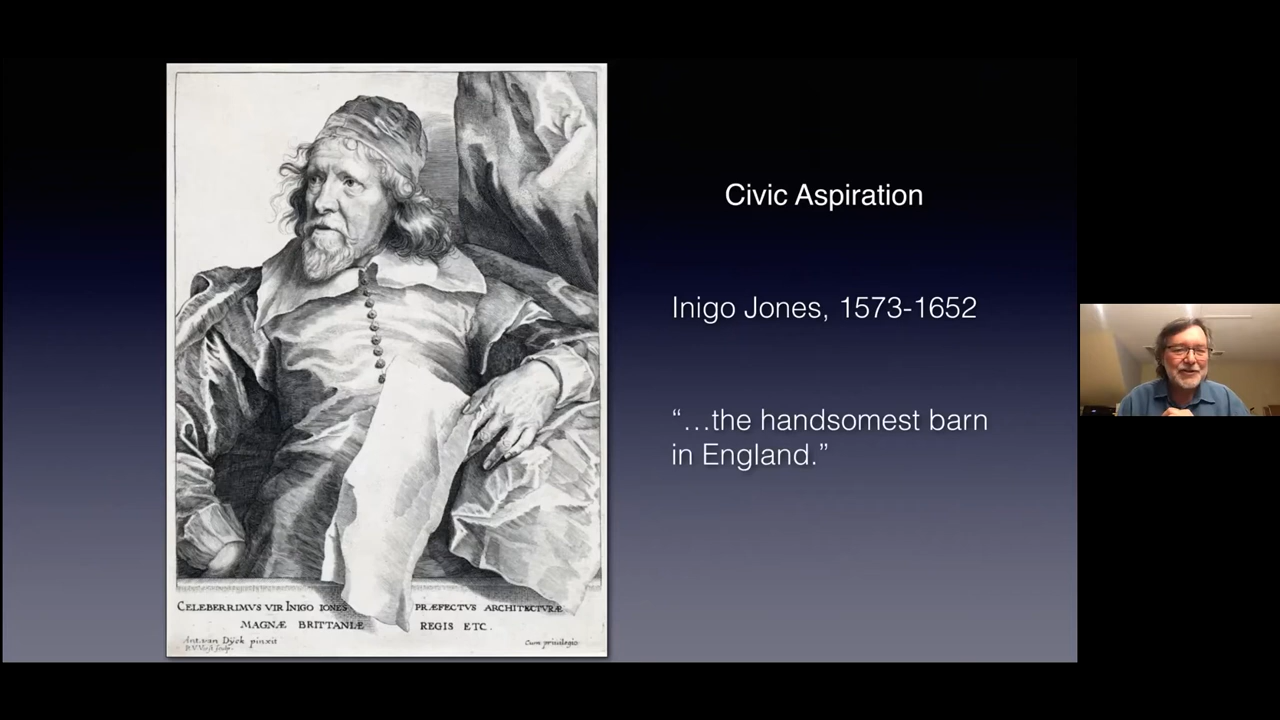 Civic Aspiration
Inigo Jones, 1573-1652
“…the handsomest barn
in England.”
CELEBERRIMVS VIR INIGO IONES PRÆFECTVS ARCHITECTVRÆ
MAGNÆ BRITTANIÆ REGIS ETC.
Ant. van Dÿck pinxit Cum privilegio